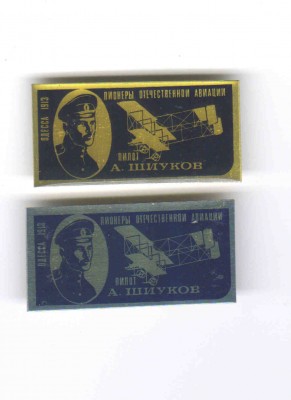 ОДЕССА 1913
ПИОНЕРЫ ОТЕЧЕСТВЕННОЙ АВИАЦИИ
ПИЛОТ
А. ШИУКОВ
ОДЕССА 1913
ПИОНЕРЫ ОТЕЧЕСТВЕННОЙ АВИАЦИИ
ПИЛОТ
А. ШИУКОВ